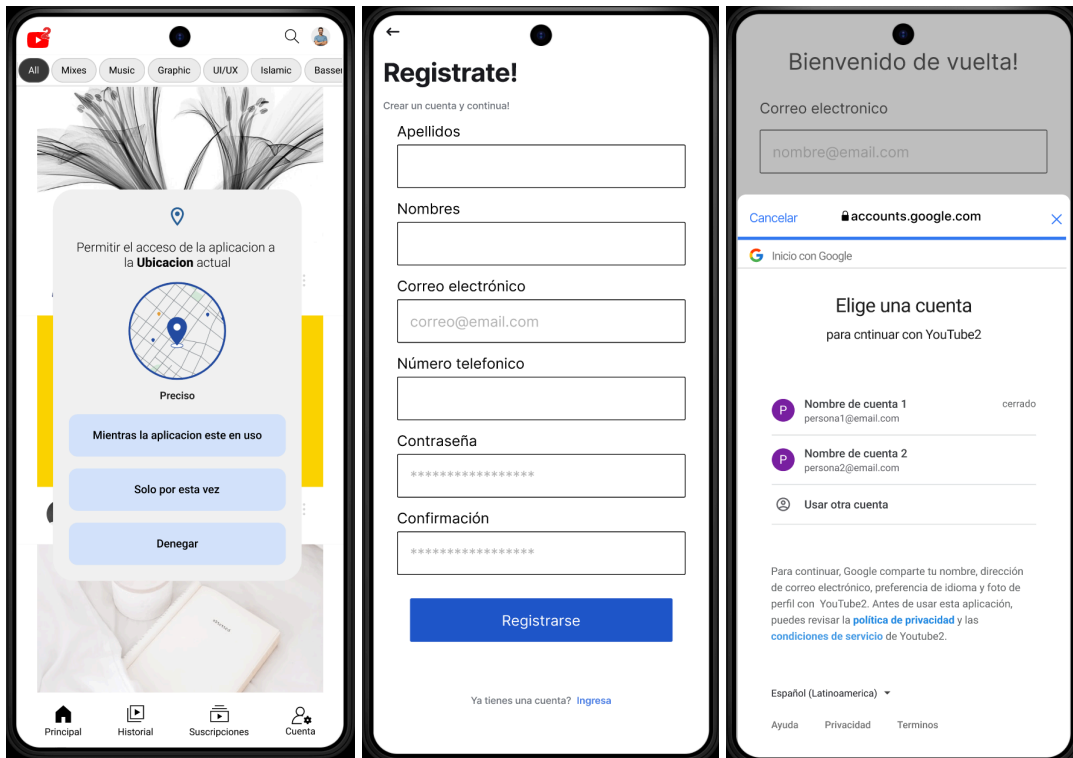 2
All
Mixes
Music
Graphic
UI/UX
Islamic
Basser
Permitir el acceso de la aplicacion a
la Ubicacion actual
Preciso
Mientras la aplicacion este en uso
Solo por esta vez
Denegar
Principal
Historial
Suscripciones
Cuenta
Registrate!
Crear un cuenta y continua!
Apellidos
Nombres
Correo electrónico
correo@email.com
Número telefonico
Contraseña
*****************
Confirmación
*****************
Registrarse
Ya tienes una cuenta? Ingresa
Bienvenido de vuelta!
Correo electronico
nombre@email.com
Cancelar
accounts.google.com
Inicio con Google
Elige una cuenta
para cntinuar con YouTube2
P
Nombre de cuenta 1
cerrado
persona1@email.com
P
Nombre de cuenta 2
persona2@email.com
Usar otra cuenta
Para continuar, Google comparte tu nombre, dirección
de correo electrónico, preferencia de idioma y foto de
perfil con YouTube2. Antes de usar esta aplicación,
puedes revisar la política de privacidad y las
condiciones de servicio de Youtube2.
Español (Latinoamerica)
Ayuda
Privacidad
Terminos